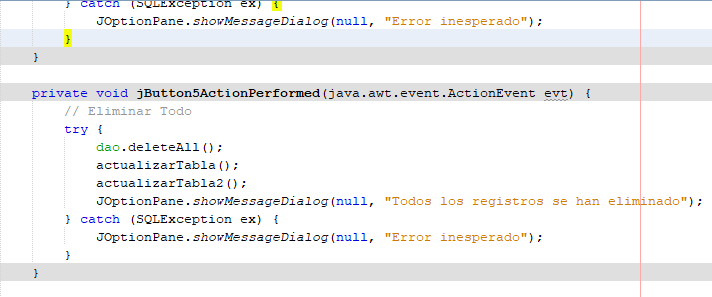 } catch (SQLException ex) {
JOptionPane.showMessageDialog(null, "Error inesperado");
}
}
private void jButton5ActionPerformed(java.awt.event.ActionEvent evt) {
// Eliminar Todo
try {
dao.deleteAll();
actualizarTabla();
actualizarTabla2();
JOptionPane.showMessageDialog(null, "Todos los registros se han eliminado");
} catch (SQLException ex) {
JOptionPane.showMessageDialog(null, "Error inesperado");
}
}